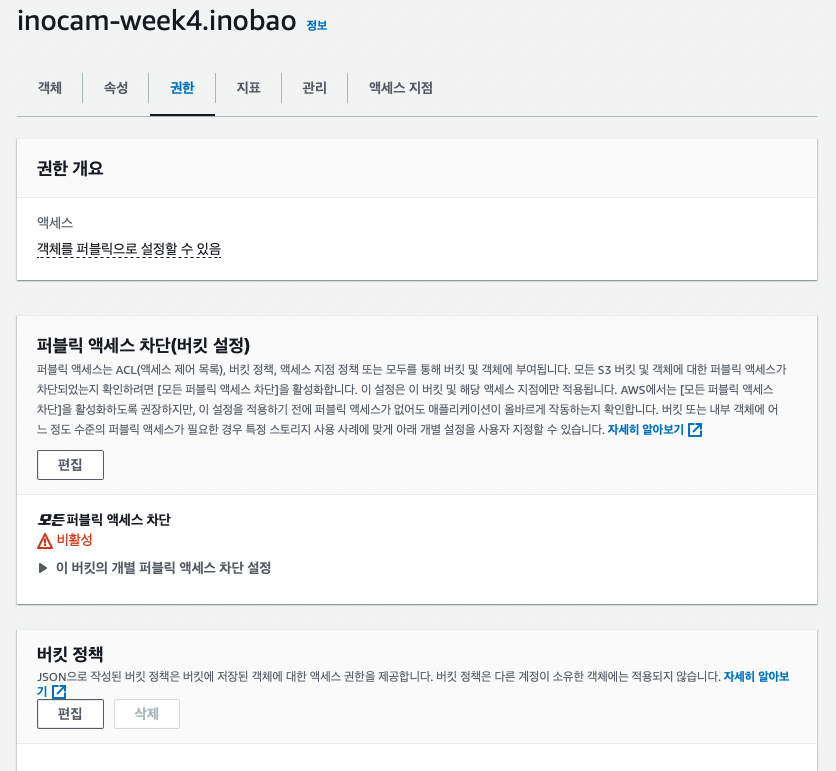 inocam-week4.inobao 정보
객체 속성 권한 지표 관리 액세스 지점
권한 개요
액세스
객체를 퍼블릭으로 설정할 수 있음
퍼블릭 액세스 차단(버킷 설정)
퍼블릭 액세스는 ACL(액세스 제어 목록), 버킷 정책, 액세스 지점 정책 또는 모두를 통해 버킷 및 객체에 부여됩니다. 모든 S3 버킷 및 객체에 대한 퍼블릭 액세스가
차단되었는지 확인하려면 [모든 퍼블릭 액세스 차단]을 활성화합니다. 이 설정은 이 버킷 및 해당 액세스 지점에만 적용됩니다. AWS에서는 [모든 퍼블릭 액세스
차단]을 활성화하도록 권장하지만, 이 설정을 적용하기 전에 퍼블릭 액세스가 없어도 애플리케이션이 올바르게 작동하는지 확인합니다. 버킷 또는 내부 객체에 어
느 정도 수준의 퍼블릭 액세스가 필요한 경우 특정 스토리지 사용 사례에 맞게 아래 개별 설정을 사용자 지정할 수 있습니다. 자세히 알아보기
편집
모든 퍼블릭 액세스 차단
비활성
이 버킷의 개별 퍼블릭 액세스 차단 설정
버킷 정책
JSON으로 작성된 버킷 정책은 버킷에 저장된 객체에 대한 액세스 권한을 제공합니다. 버킷 정책은 다른 계정이 소유한 객체에는 적용되지 않습니다. 자세히 알아보
기
편집 삭제